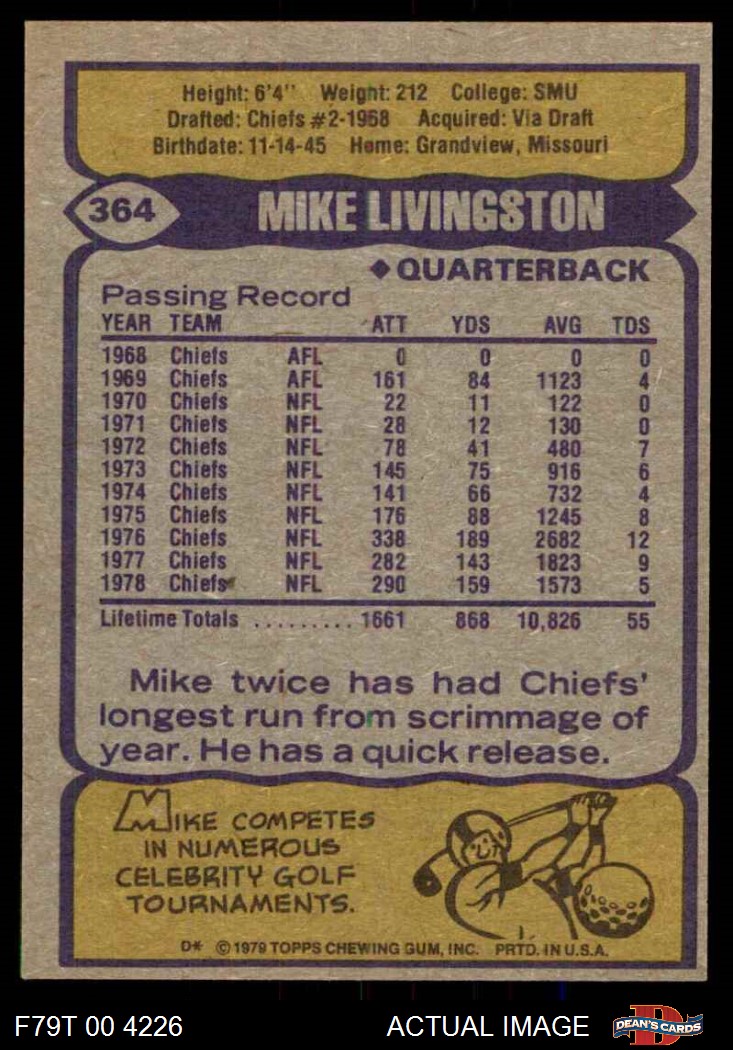 Height: 6'4" Weight: 212 College: SMU
Drafted: Chiefs #2-1968 Acquired: Via Draft
Birthdate: 11-14-45 Home: Grandview, Missouri
364 MIKE LIVINGSTON
◆ QUARTERBACK
Passing Record
YEAR TEAM ATT YDS AVG TDS
1968 Chiefs AFL 0 0 0 0
1969 Chiefs AFL 161 84 1123 4
1970 Chiefs NFL 22 11 122 0
1971 Chiefs NFL 28 12 130 0
1972 Chiefs NFL 78 41 480 7
1973 Chiefs NFL 145 75 916 6
1974 Chiefs NFL 141 66 732 4
1975 Chiefs NFL 176 88 1245 8
1976 Chiefs NFL 338 189 2682 12
1977 Chiefs NFL 282 143 1823 9
1978 Chiefs NFL 290 159 1573 5
Lifetime Totals ......... 1661 868 10,826 55
Mike twice has had Chiefs'
longest run from scrimmage of
year. He has a quick release.
MIKE COMPETES
IN NUMEROUS
CELEBRITY GOLF
TOURNAMENTS.
D* © 1979 TOPPS CHEWING GUM, INC. PRTD. IN U.S.A.
F79T 00 4226 ACTUAL IMAGE D DEAN'S CARDS